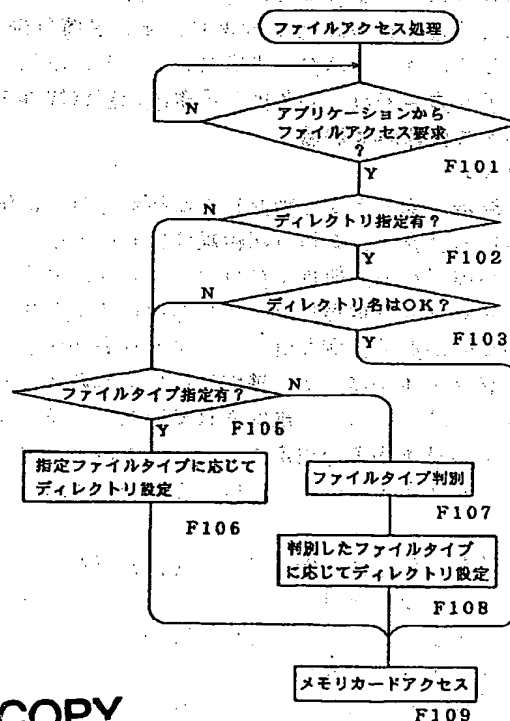 ファイルアクセス処理
N
アプリケーションから
ファイルアクセス要求
?
F101
Y
N
ディレクトリ指定有?
F102
Y
N
ディレクトリ名はOK?
F103
Y
ファイルタイプ指定有?
N
F105
Y
指定ファイルタイプに応じて
ディレクトリ設定
F106
ファイルタイプ判別
F107
判別したファイルタイプ
に応じてディレクトリ設定
F108
メモリカードアクセス
F109
COPY